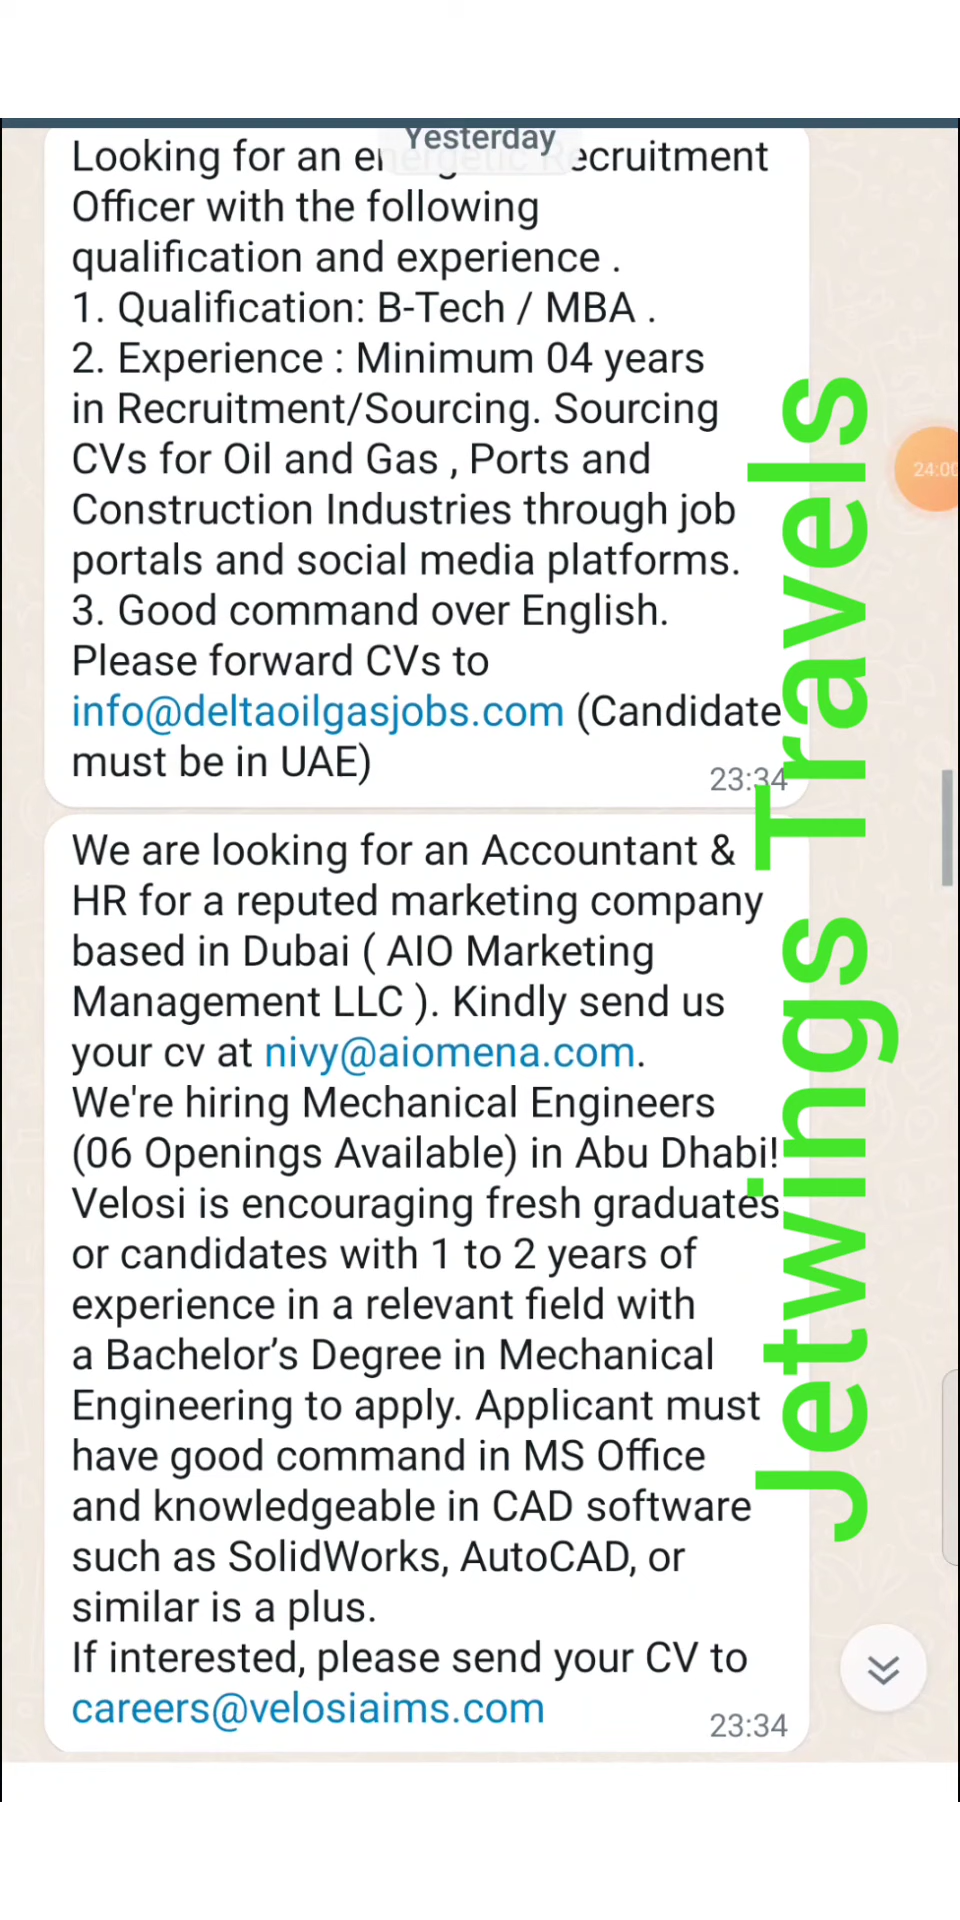 Yesterday
Looking for an energetic Recruitment
Officer with the following
qualification and experience .
1. Qualification: B-Tech / MBA .
2. Experience : Minimum 04 years
in Recruitment/Sourcing. Sourcing
CVs for Oil and Gas , Ports and
Construction Industries through job
portals and social media platforms.
3. Good command over English.
Please forward CVs to
info@deltaoilgasjobs.com (Candidate
must be in UAE)
23:34
We are looking for an Accountant &
HR for a reputed marketing company
based in Dubai ( AIO Marketing
Management LLC ). Kindly send us
your cv at nivy@aiomena.com.
We're hiring Mechanical Engineers
(06 Openings Available) in Abu Dhabi!
Velosi is encouraging fresh graduates
or candidates with 1 to 2 years of
experience in a relevant field with
a Bachelor’s Degree in Mechanical
Engineering to apply. Applicant must
have good command in MS Office
and knowledgeable in CAD software
such as SolidWorks, AutoCAD, or
similar is a plus.
If interested, please send your CV to
careers@velosiaims.com
23:34
Jetwings Travels
24:00